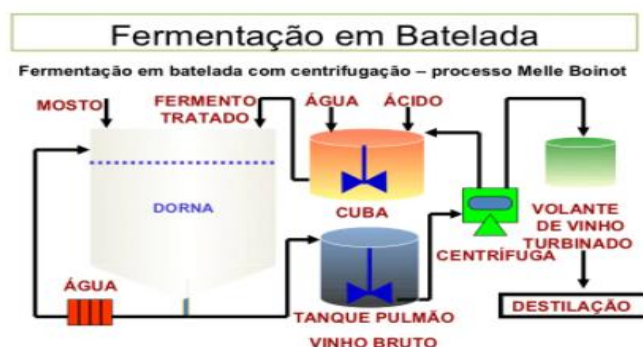 Fermentação em Batelada
Fermentação em batelada com centrifugação – processo Melle Boinot
MOSTO
FERMENTO
TRATADO
ÁGUA
ÁCIDO
DORNA
CUBA
CENTRÍFUGA
VOLANTE
DE VINHO
TURBINADO
ÁGUA
TANQUE PULMÃO
VINHO BRUTO
DESTILAÇÃO